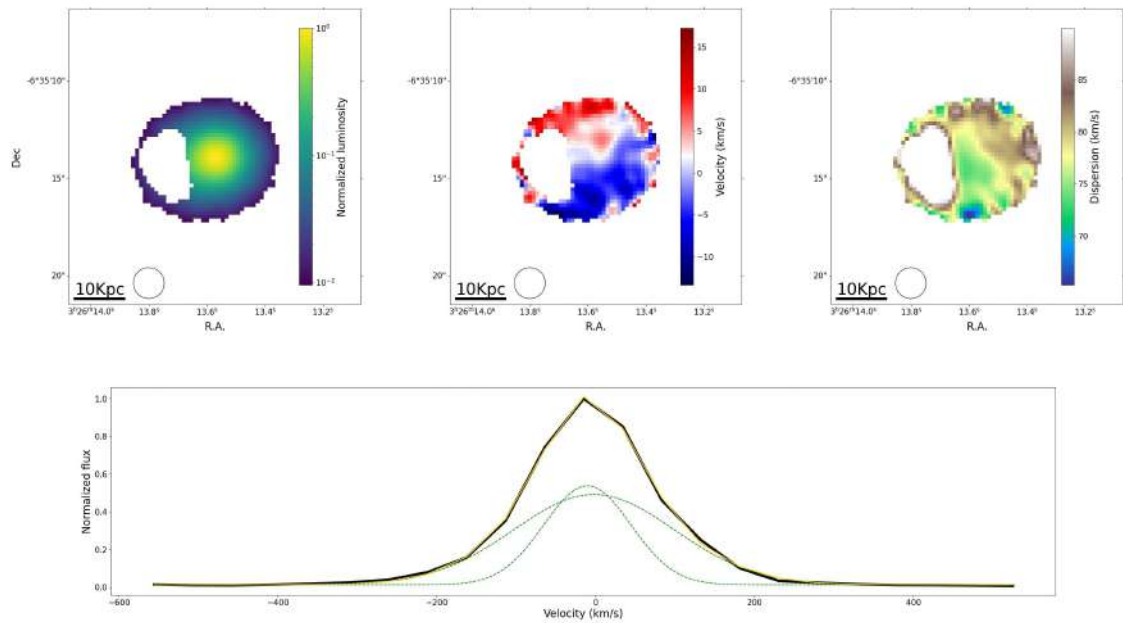 Dec
-6°35'10"
15"
20"
10Kpc
3ʰ26ᵐ14.0ˢ 13.8ˢ 13.6ˢ 13.4ˢ 13.2ˢ
R.A.
10⁰
10⁻¹
10⁻²
Normalized luminosity
-6°35'10"
15"
20"
10Kpc
3ʰ26ᵐ14.0ˢ 13.8ˢ 13.6ˢ 13.4ˢ 13.2ˢ
R.A.
15
10
5
0
−5
−10
Velocity (km/s)
-6°35'10"
15"
20"
10Kpc
3ʰ26ᵐ14.0ˢ 13.8ˢ 13.6ˢ 13.4ˢ 13.2ˢ
R.A.
85
80
75
70
Dispersion (km/s)
Normalized flux
1.0
0.8
0.6
0.4
0.2
0.0
−600 −400 −200 0 200 400
Velocity (km/s)